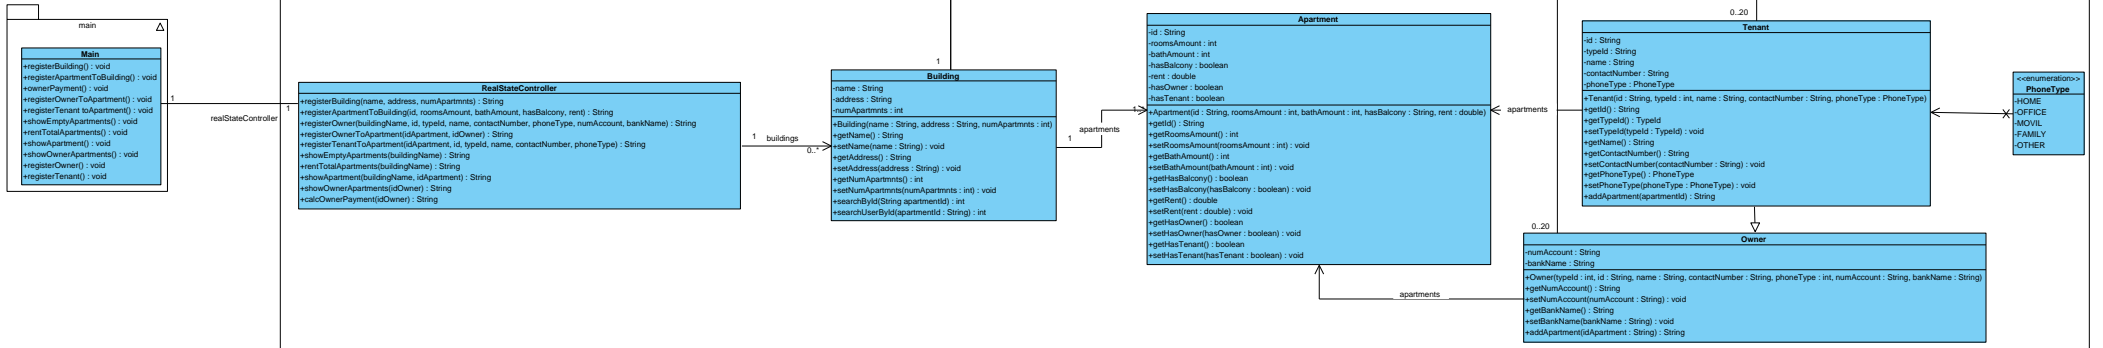 main
Main
+registerBuilding() : void
+registerApartmentToBuilding() : void
+ownerPayment() : void
+registerOwnerToApartment() : void
+registerTenant toApartment() : void
+showEmptyApartments() : void
+rentTotalApartments() : void
+showApartment() : void
+showOwnerApartments() : void
+registerOwner() : void
+registerTenant() : void
1
1
realStateController
RealStateController
+registerBuilding(name, address, numApartmnts) : String
+registerApartmentToBuilding(id, roomsAmount, bathAmount, hasBalcony, rent) : String
+registerOwner(buildingName, id, typeId, name, contactNumber, phoneType, numAccount, bankName) : String
+registerOwnerToApartment(idApartment, idOwner) : String
+registerTenantToApartment(idApartment, id, typeId, name, contactNumber, phoneType) : String
+showEmptyApartments(buildingName) : String
+rentTotalApartments(buildingName) : String
+showApartment(buildingName, idApartment) : String
+showOwnerApartments(idOwner) : String
+calcOwnerPayment(idOwner) : String
1
buildings
0..*
1
Building
-name : String
-address : String
-numApartmnts : int
+Building(name : String, address : String, numApartmnts : int)
+getName() : String
+setName(name : String) : void
+getAddress() : String
+setAddress(address : String) : void
+getNumApartmnts() : int
+setNumApartmnts(numApartmnts : int) : void
+searchById(String apartmentId) : int
+searchUserById(apartmentId : String) : int
1
apartments
Apartment
-id : String
-roomsAmount : int
-bathAmount : int
-hasBalcony : boolean
-rent : double
-hasOwner : boolean
-hasTenant : boolean
+Apartment(id : String, roomsAmount : int, bathAmount : int, hasBalcony : String, rent : double)
+getId() : String
+getRoomsAmount() : int
+setRoomsAmount(roomsAmount : int) : void
+getBathAmount() : int
+setBathAmount(bathAmount : int) : void
+getHasBalcony() : boolean
+setHasBalcony(hasBalcony : boolean) : void
+getRent() : double
+setRent(rent : double) : void
+getHasOwner() : boolean
+setHasOwner(hasOwner : boolean) : void
+getHasTenant() : boolean
+setHasTenant(hasTenant : boolean) : void
apartments
0..20
Tenant
-id : String
-typeId : String
-name : String
-contactNumber : String
-phoneType : PhoneType
+Tenant(id : String, typeId : int, name : String, contactNumber : String, phoneType : PhoneType)
+getId() : String
+getTypeId() : TypeId
+setTypeId(typeId : TypeId) : void
+getName() : String
+getContactNumber() : String
+setContactNumber(contactNumber : String) : void
+getPhoneType() : PhoneType
+setPhoneType(phoneType : PhoneType) : void
+addApartment(apartmentId) : String
<<enumeration>>
PhoneType
-HOME
-OFFICE
-MOVIL
-FAMILY
-OTHER
0..20
Owner
-numAccount : String
-bankName : String
+Owner(typeId : int, id : String, name : String, contactNumber : String, phoneType : int, numAccount : String, bankName : String)
+getNumAccount() : String
+setNumAccount(numAccount : String) : void
+getBankName() : String
+setBankName(bankName : String) : void
+addApartment(idApartment : String) : String
apartments